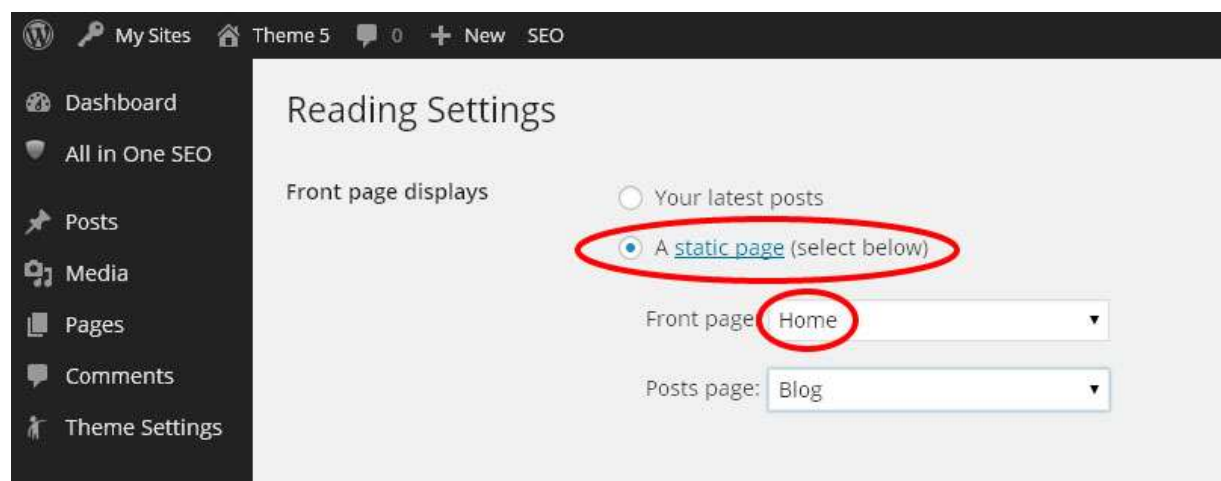 My Sites Theme 5 0 + New SEO
Dashboard
All in One SEO
Posts
Media
Pages
Comments
Theme Settings
Reading Settings
Front page displays
Your latest posts
A static page (select below)
Front page: Home
Posts page: Blog